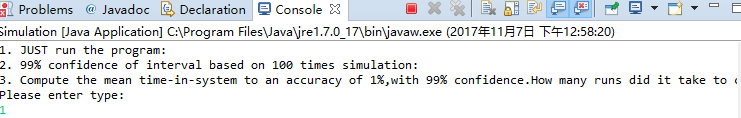 Problems @ Javadoc Declaration Console
Simulation [Java Application] C:\Program Files\Java\jre1.7.0_17\bin\javaw.exe (2017年11月7日 下午12:58:20)
1. JUST run the program:
2. 99% confidence of interval based on 100 times simulation:
3. Compute the mean time-in-system to an accuracy of 1%,with 99% confidence.How many runs did it take to
Please enter type:
1